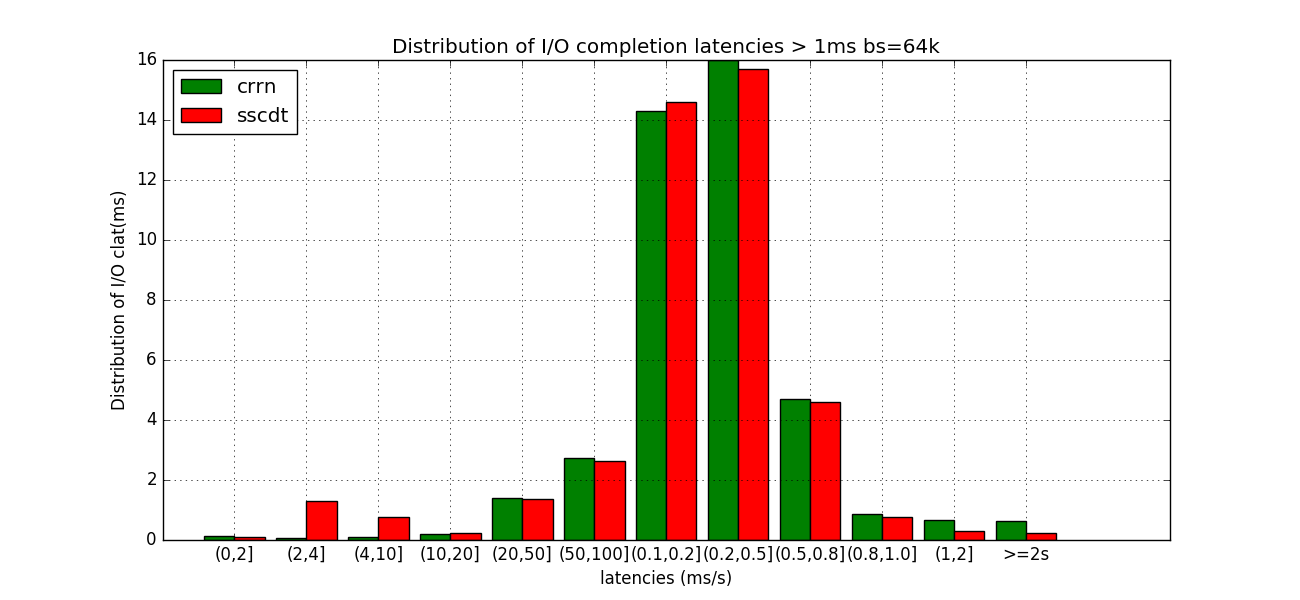 Distribution of I/O completion latencies > 1ms bs=64k
crrn
sscdt
Distribution of I/O clat(ms)
16
14
12
10
8
6
4
2
0
(0,2] (2,4] (4,10] (10,20] (20,50] (50,100] (0.1,0.2] (0.2,0.5] (0.5,0.8] (0.8,1.0] (1,2] >=2s
latencies (ms/s)